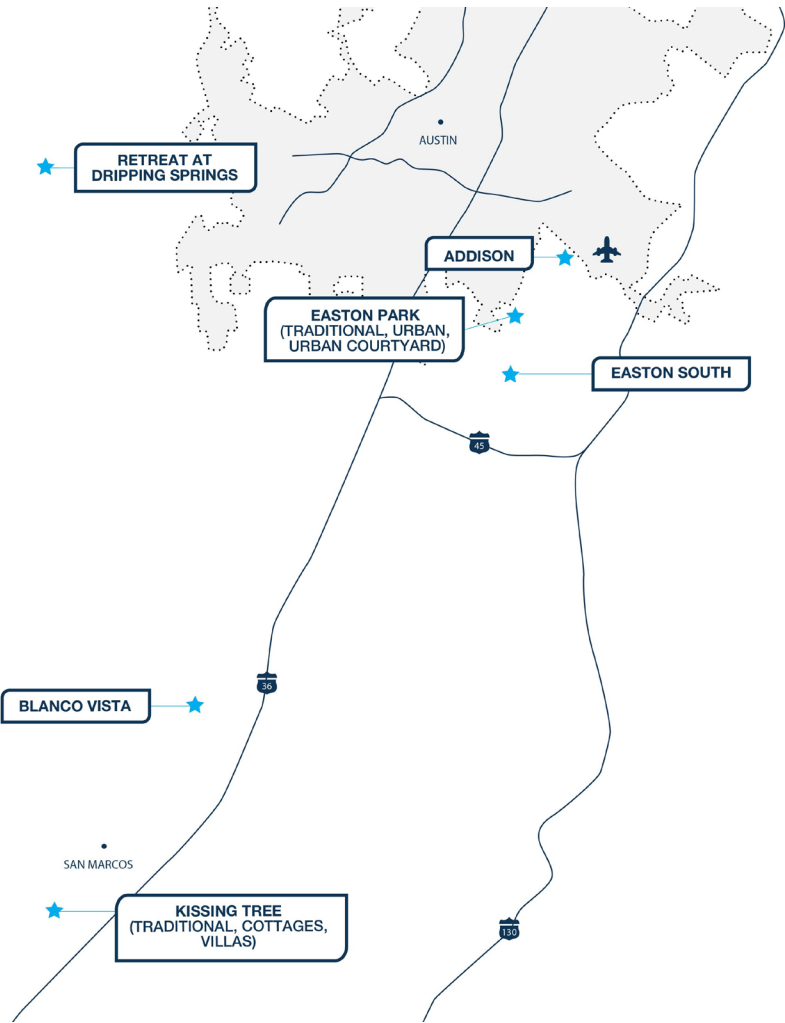 AUSTIN
RETREAT AT
DRIPPING SPRINGS
ADDISON
EASTON PARK
(TRADITIONAL, URBAN,
URBAN COURTYARD)
EASTON SOUTH
45
36
BLANCO VISTA
SAN MARCOS
KISSING TREE
(TRADITIONAL, COTTAGES,
VILLAS)
130